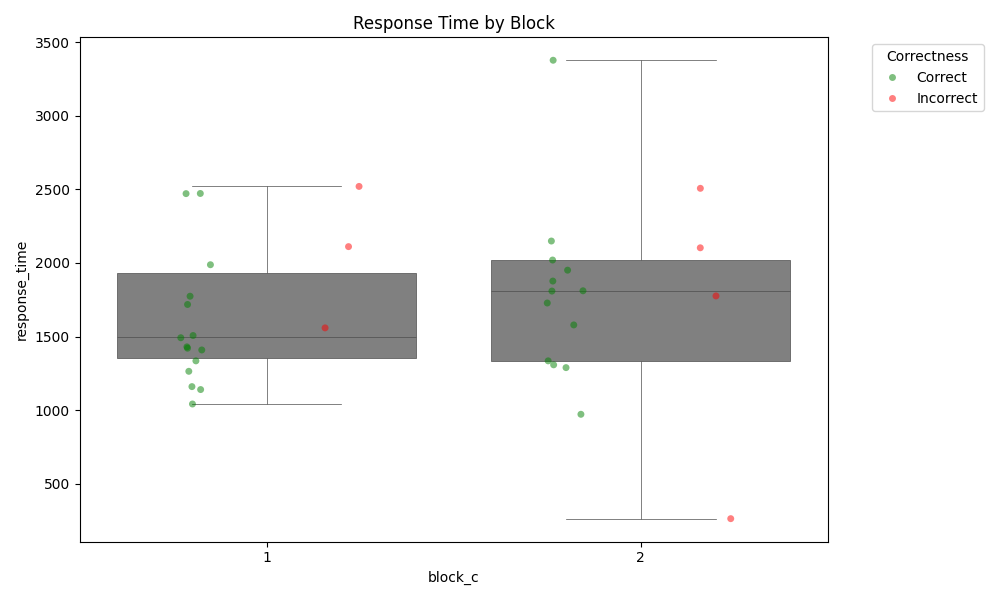 Response Time by Block
3500
3000
2500
2000
1500
1000
500
response_time
1
2
block_c
Correctness
Correct
Incorrect